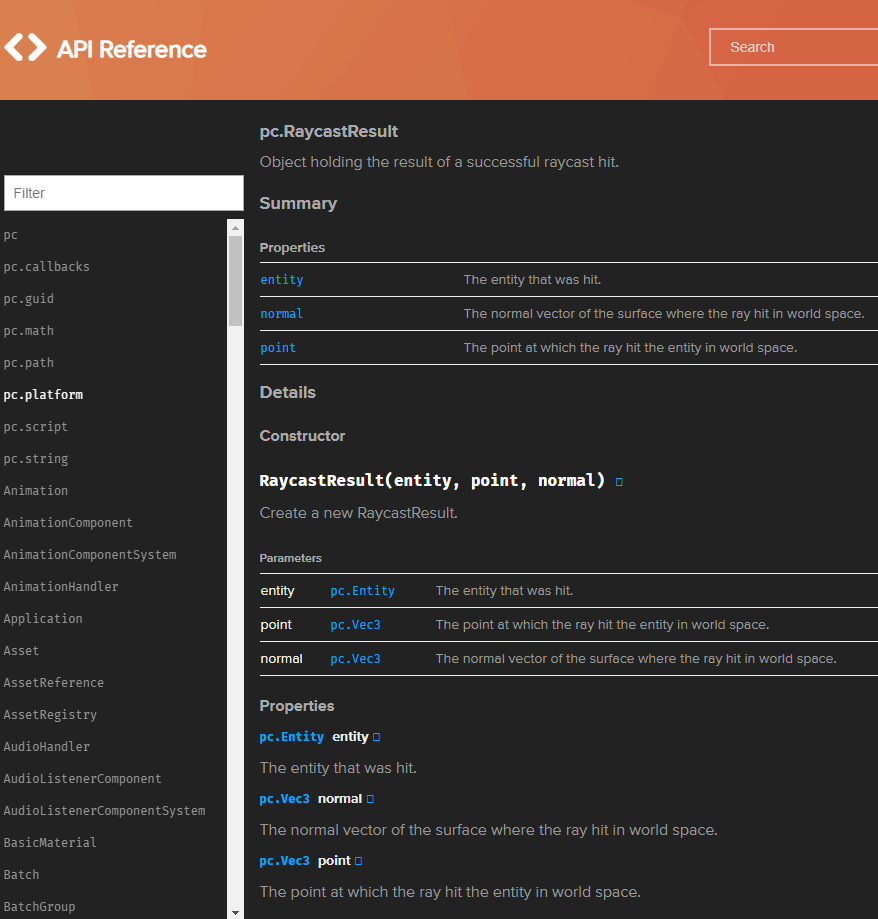 API Reference
Search
Filter
pc
pc.callbacks
pc.guid
pc.math
pc.path
pc.platform
pc.script
pc.string
Animation
AnimationComponent
AnimationComponentSystem
AnimationHandler
Application
Asset
AssetReference
AssetRegistry
AudioHandler
AudioListenerComponent
AudioListenerComponentSystem
BasicMaterial
Batch
BatchGroup
pc.RaycastResult
Object holding the result of a successful raycast hit.
Summary
Properties
entity The entity that was hit.
normal The normal vector of the surface where the ray hit in world space.
point The point at which the ray hit the entity in world space.
Details
Constructor
RaycastResult(entity, point, normal)
Create a new RaycastResult.
Parameters
entity pc.Entity The entity that was hit.
point pc.Vec3 The point at which the ray hit the entity in world space.
normal pc.Vec3 The normal vector of the surface where the ray hit in world space.
Properties
pc.Entity entity
The entity that was hit.
pc.Vec3 normal
The normal vector of the surface where the ray hit in world space.
pc.Vec3 point
The point at which the ray hit the entity in world space.